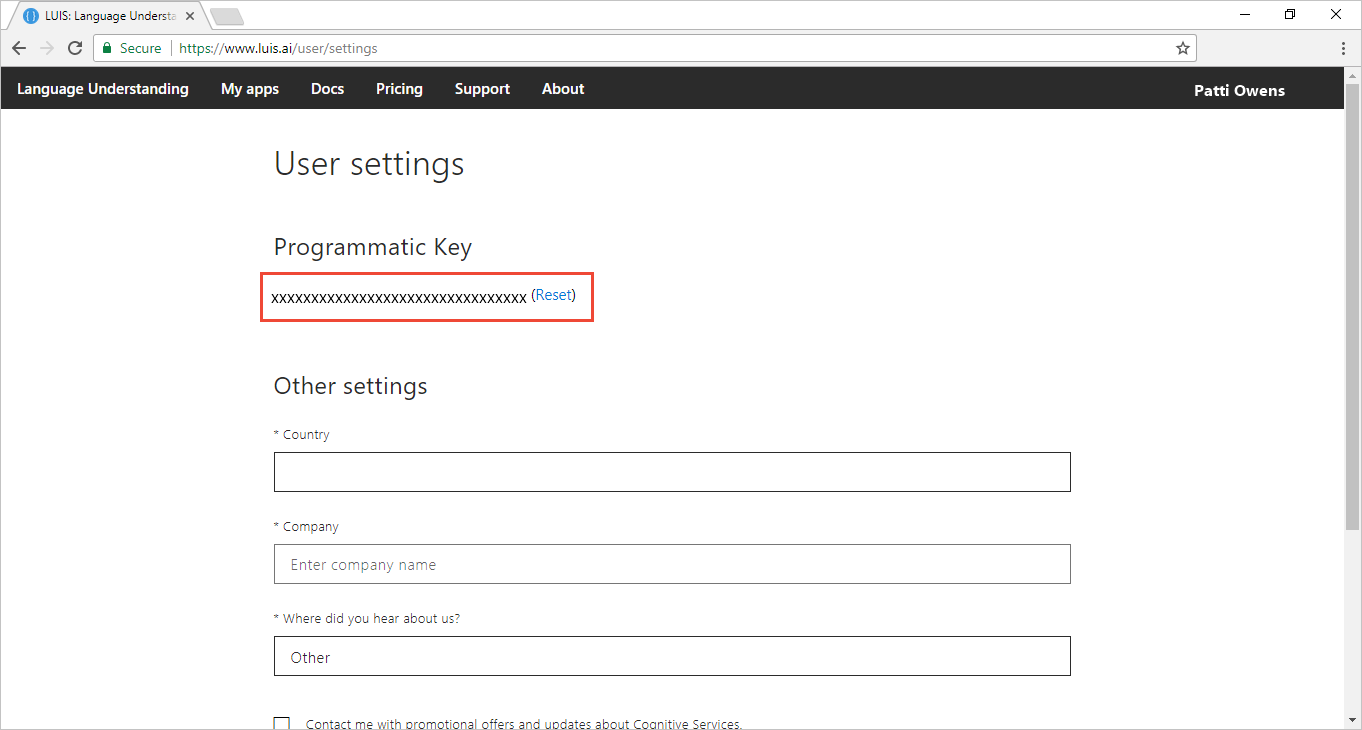 LUIS: Language Understa
Secure https://www.luis.ai/user/settings
Language Understanding My apps Docs Pricing Support About Patti Owens
User settings
Programmatic Key
xxxxxxxxxxxxxxxxxxxxxxxxxxxxxxxx (Reset)
Other settings
* Country
* Company
Enter company name
* Where did you hear about us?
Other
Contact me with promotional offers and updates about Cognitive Services.